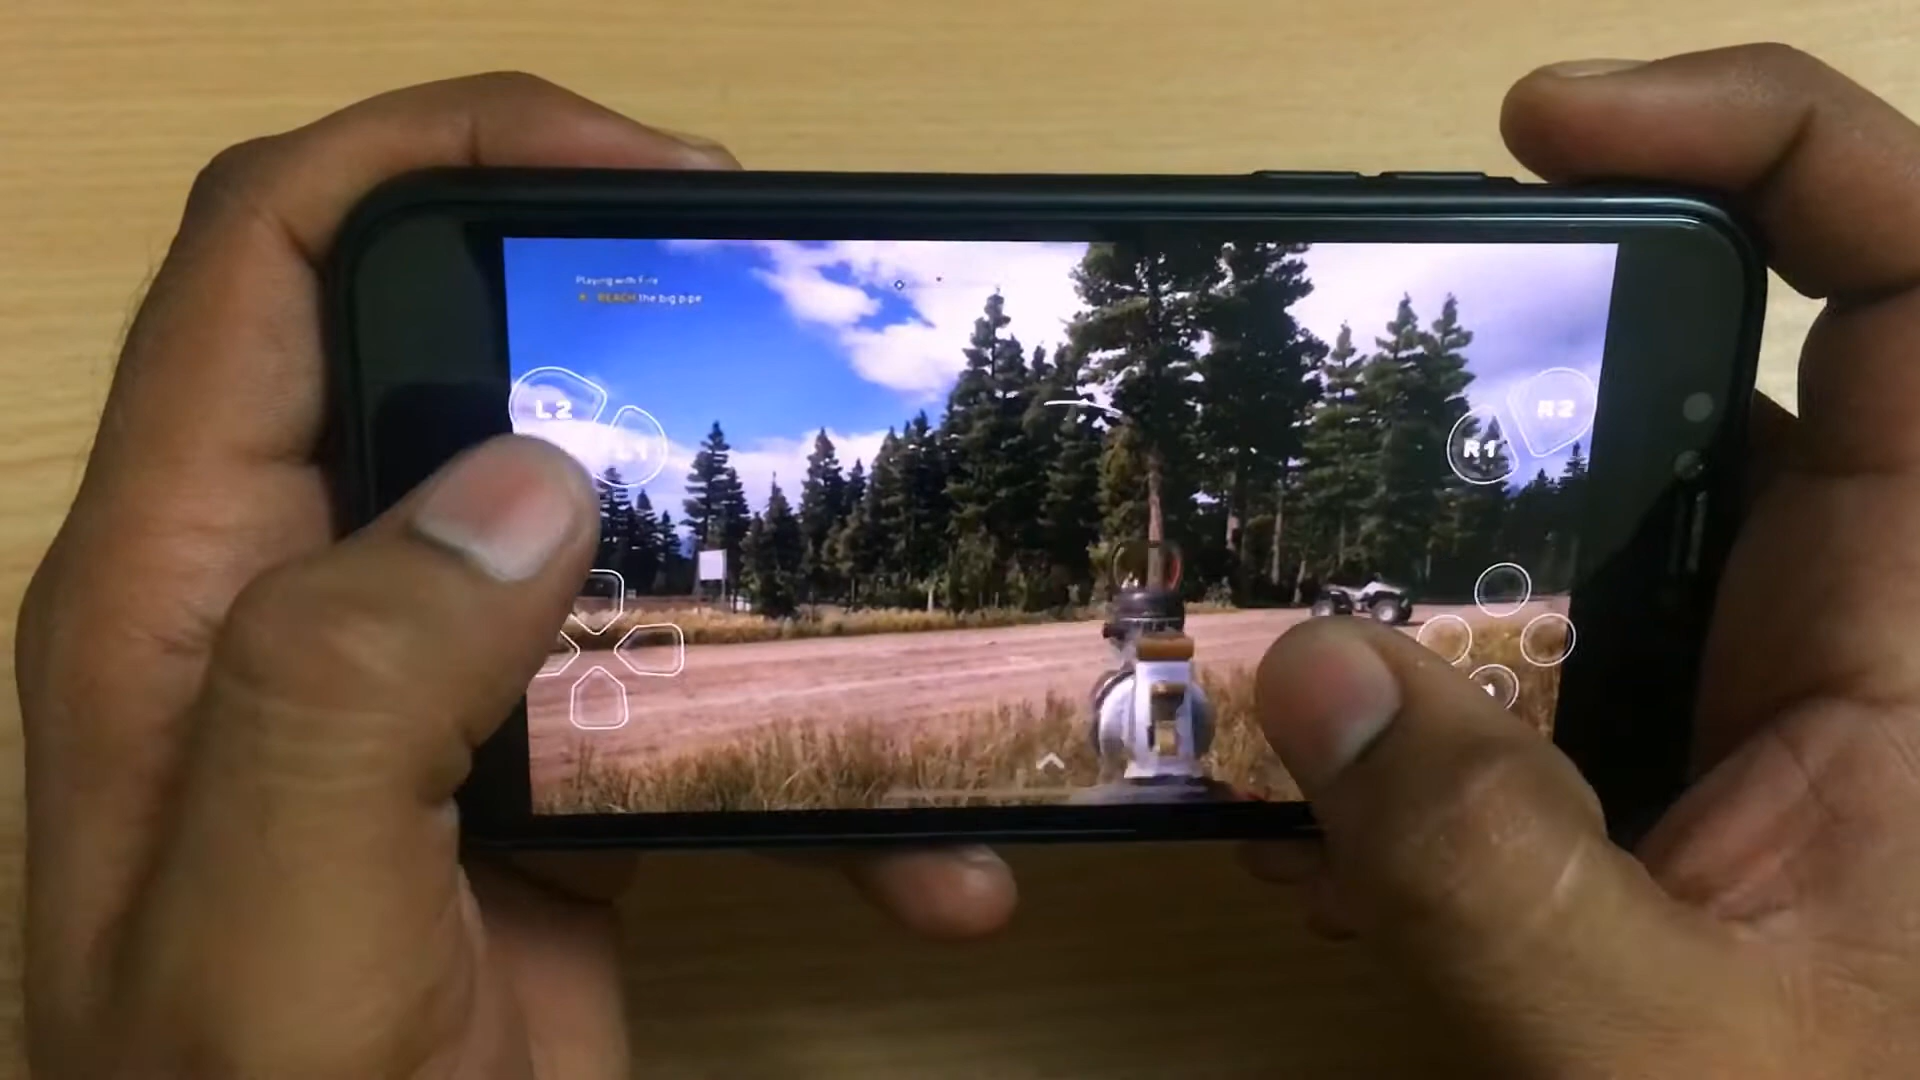 Playing with Fire
REACH the big pipe
L2
L1
R2
R1